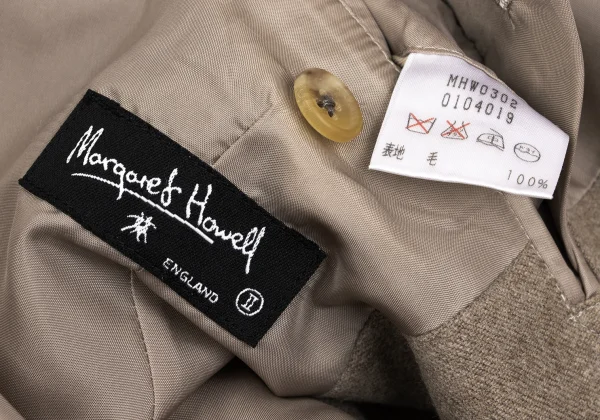 Margaret Howell
ENGLAND II
MHW0302
0104019
表地 毛
100%